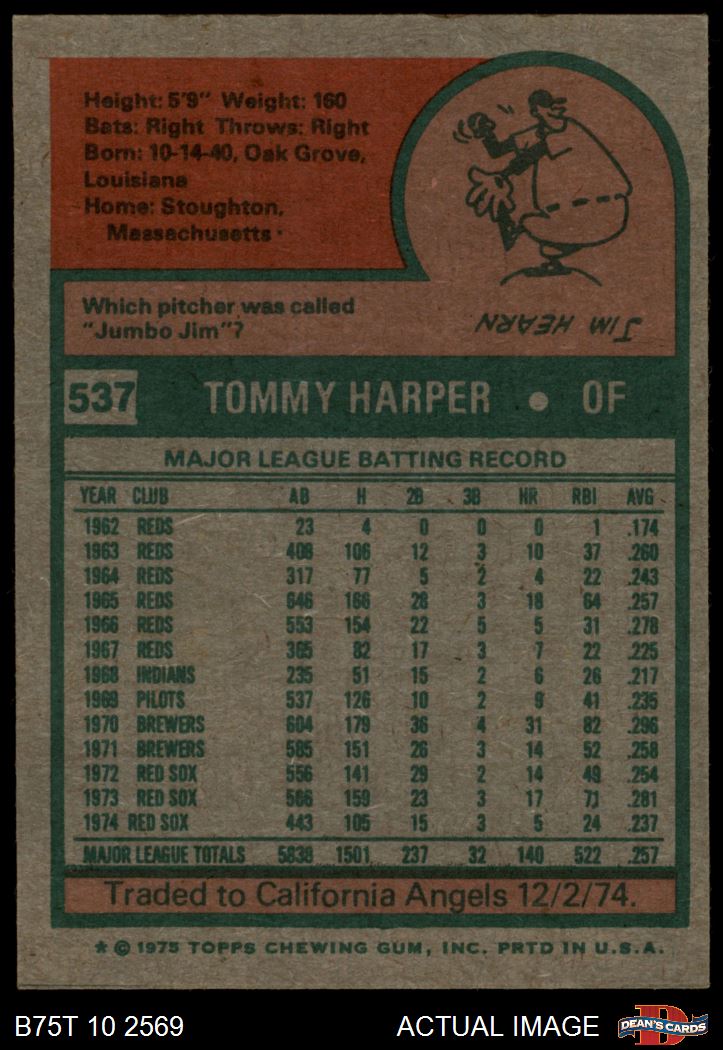 Height: 5'9" Weight: 160
Bats: Right Throws: Right
Born: 10-14-40, Oak Grove,
Louisiana
Home: Stoughton,
Massachusetts
Which pitcher was called
"Jumbo Jim"?
JIM HEARN
537 TOMMY HARPER • OF
MAJOR LEAGUE BATTING RECORD
YEAR CLUB AB H 2B 3B HR RBI AVG
1962 REDS 23 4 0 0 0 1 .174
1963 REDS 408 106 12 3 10 37 .260
1964 REDS 317 77 5 2 4 22 .243
1965 REDS 646 166 28 3 18 64 .257
1966 REDS 553 154 22 5 5 31 .278
1967 REDS 365 82 17 3 7 22 .225
1968 INDIANS 235 51 15 2 6 26 .217
1969 PILOTS 537 126 10 2 9 41 .235
1970 BREWERS 604 179 36 4 31 82 .296
1971 BREWERS 585 151 26 3 14 52 .258
1972 RED SOX 556 141 29 2 14 49 .254
1973 RED SOX 566 159 23 3 17 71 .281
1974 RED SOX 443 105 15 3 5 24 .237
MAJOR LEAGUE TOTALS 5838 1501 237 32 140 522 .257
Traded to California Angels 12/2/74.
* © 1975 TOPPS CHEWING GUM, INC. PRTD IN U.S.A.
B75T 10 2569 ACTUAL IMAGE
D
DEAN'S CARDS